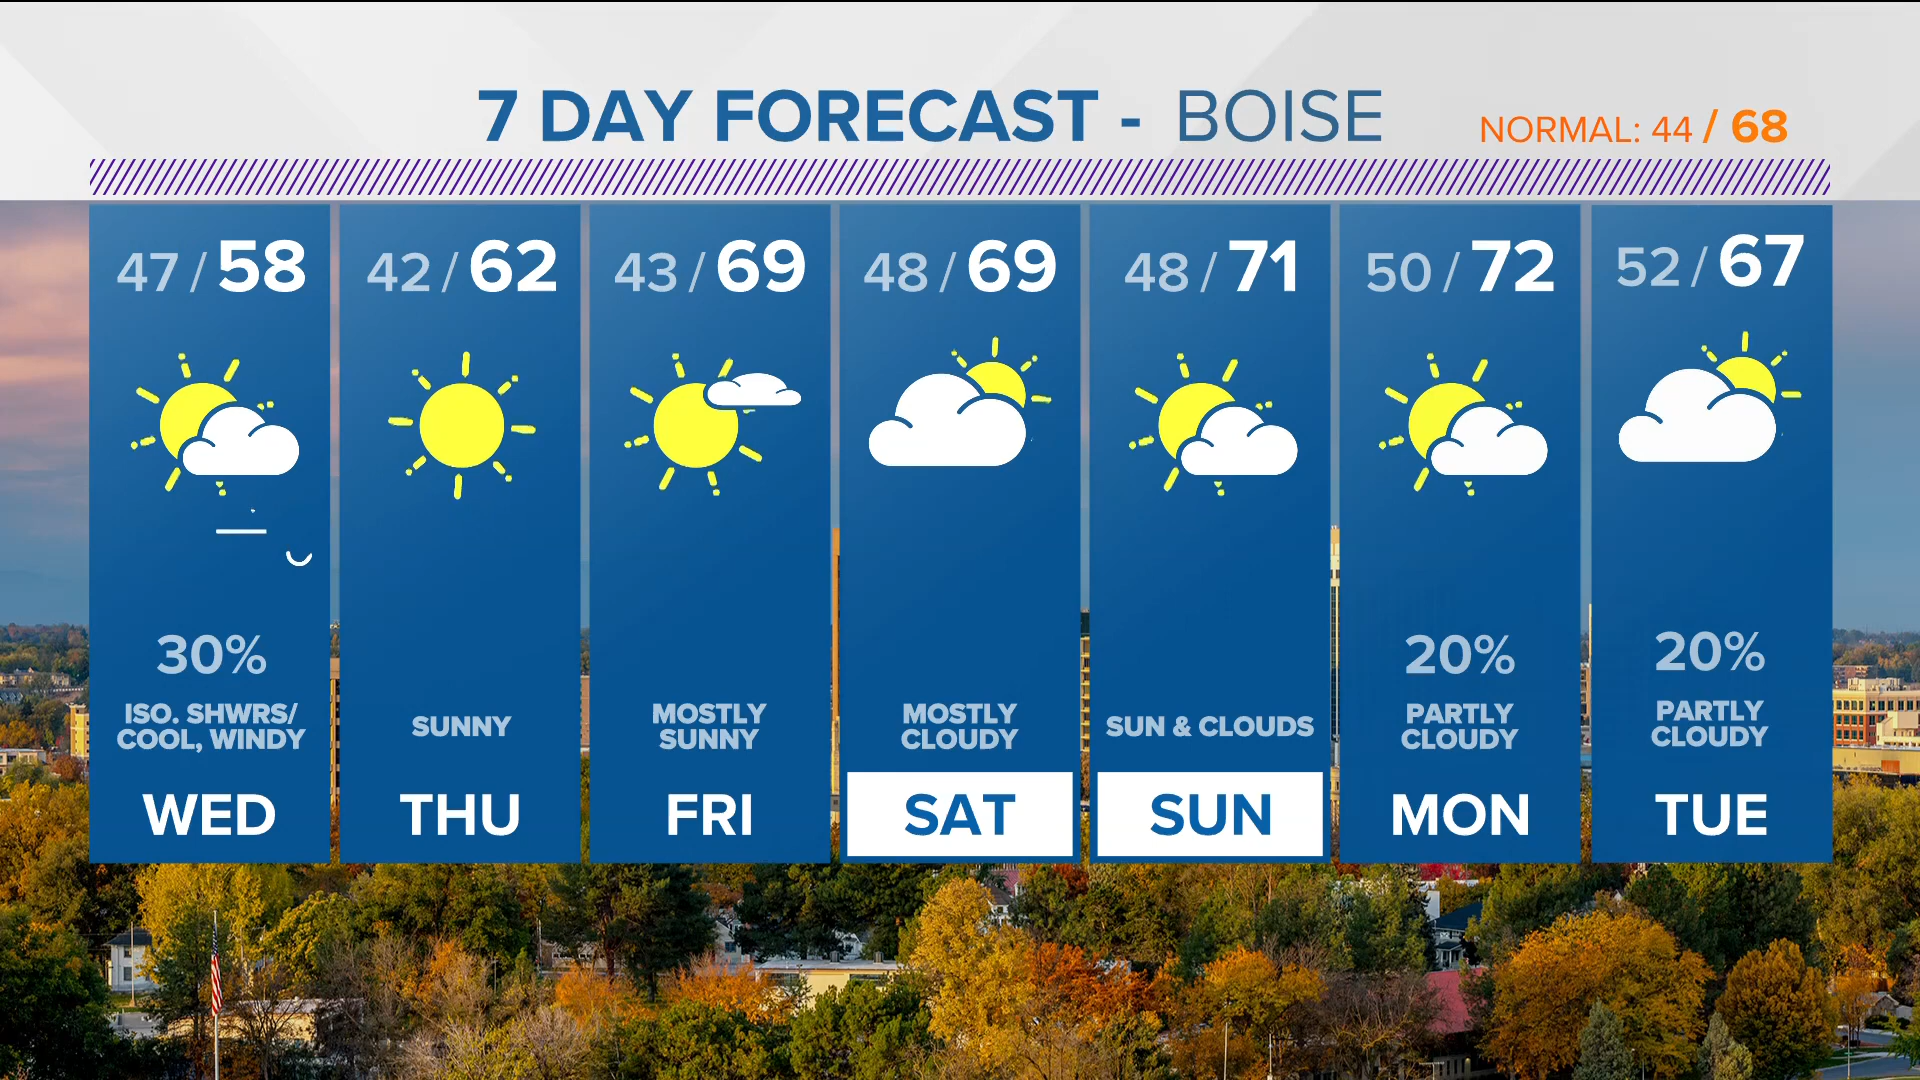 7 DAY FORECAST - BOISE
NORMAL: 44 / 68
47 / 58
30%
ISO. SHWRS/
COOL, WINDY
WED
42 / 62
SUNNY
THU
43 / 69
MOSTLY
SUNNY
FRI
48 / 69
MOSTLY
CLOUDY
SAT
48 / 71
SUN & CLOUDS
SUN
50 / 72
20%
PARTLY
CLOUDY
MON
52 / 67
20%
PARTLY
CLOUDY
TUE